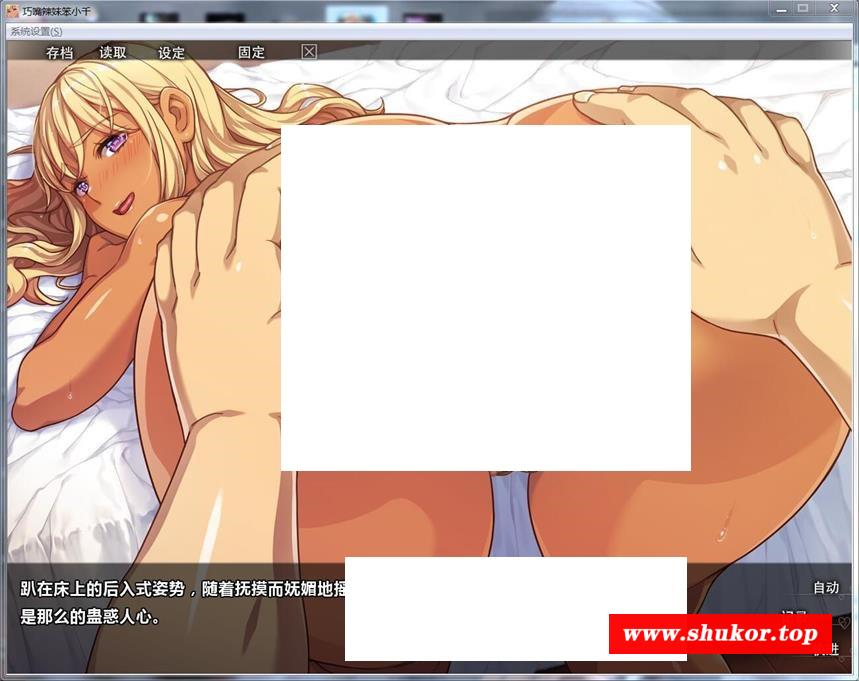 巧嘴辣妹笨小千
系统设置(S)
存档 读取 设定 固定
趴在床上的后入式姿势，随着抚摸而妩媚地摇
是那么的蛊惑人心。
自动
www.shukor.top